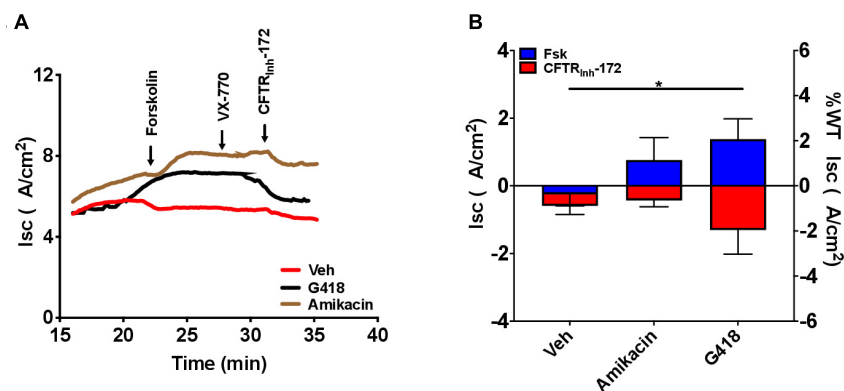 A
Forskolin
VX-770
CFTRInh-172
12
8
4
0
Isc ( A/cm2)
Veh
G418
Amikacin
15 20 25 30 35 40
Time (min)
B
Fsk
CFTRInh-172
*
4
2
0
-2
-4
Isc ( A/cm2)
6
4
2
0
-2
-4
-6
%WT Isc ( A/cm2)
Veh
Amikacin
G418